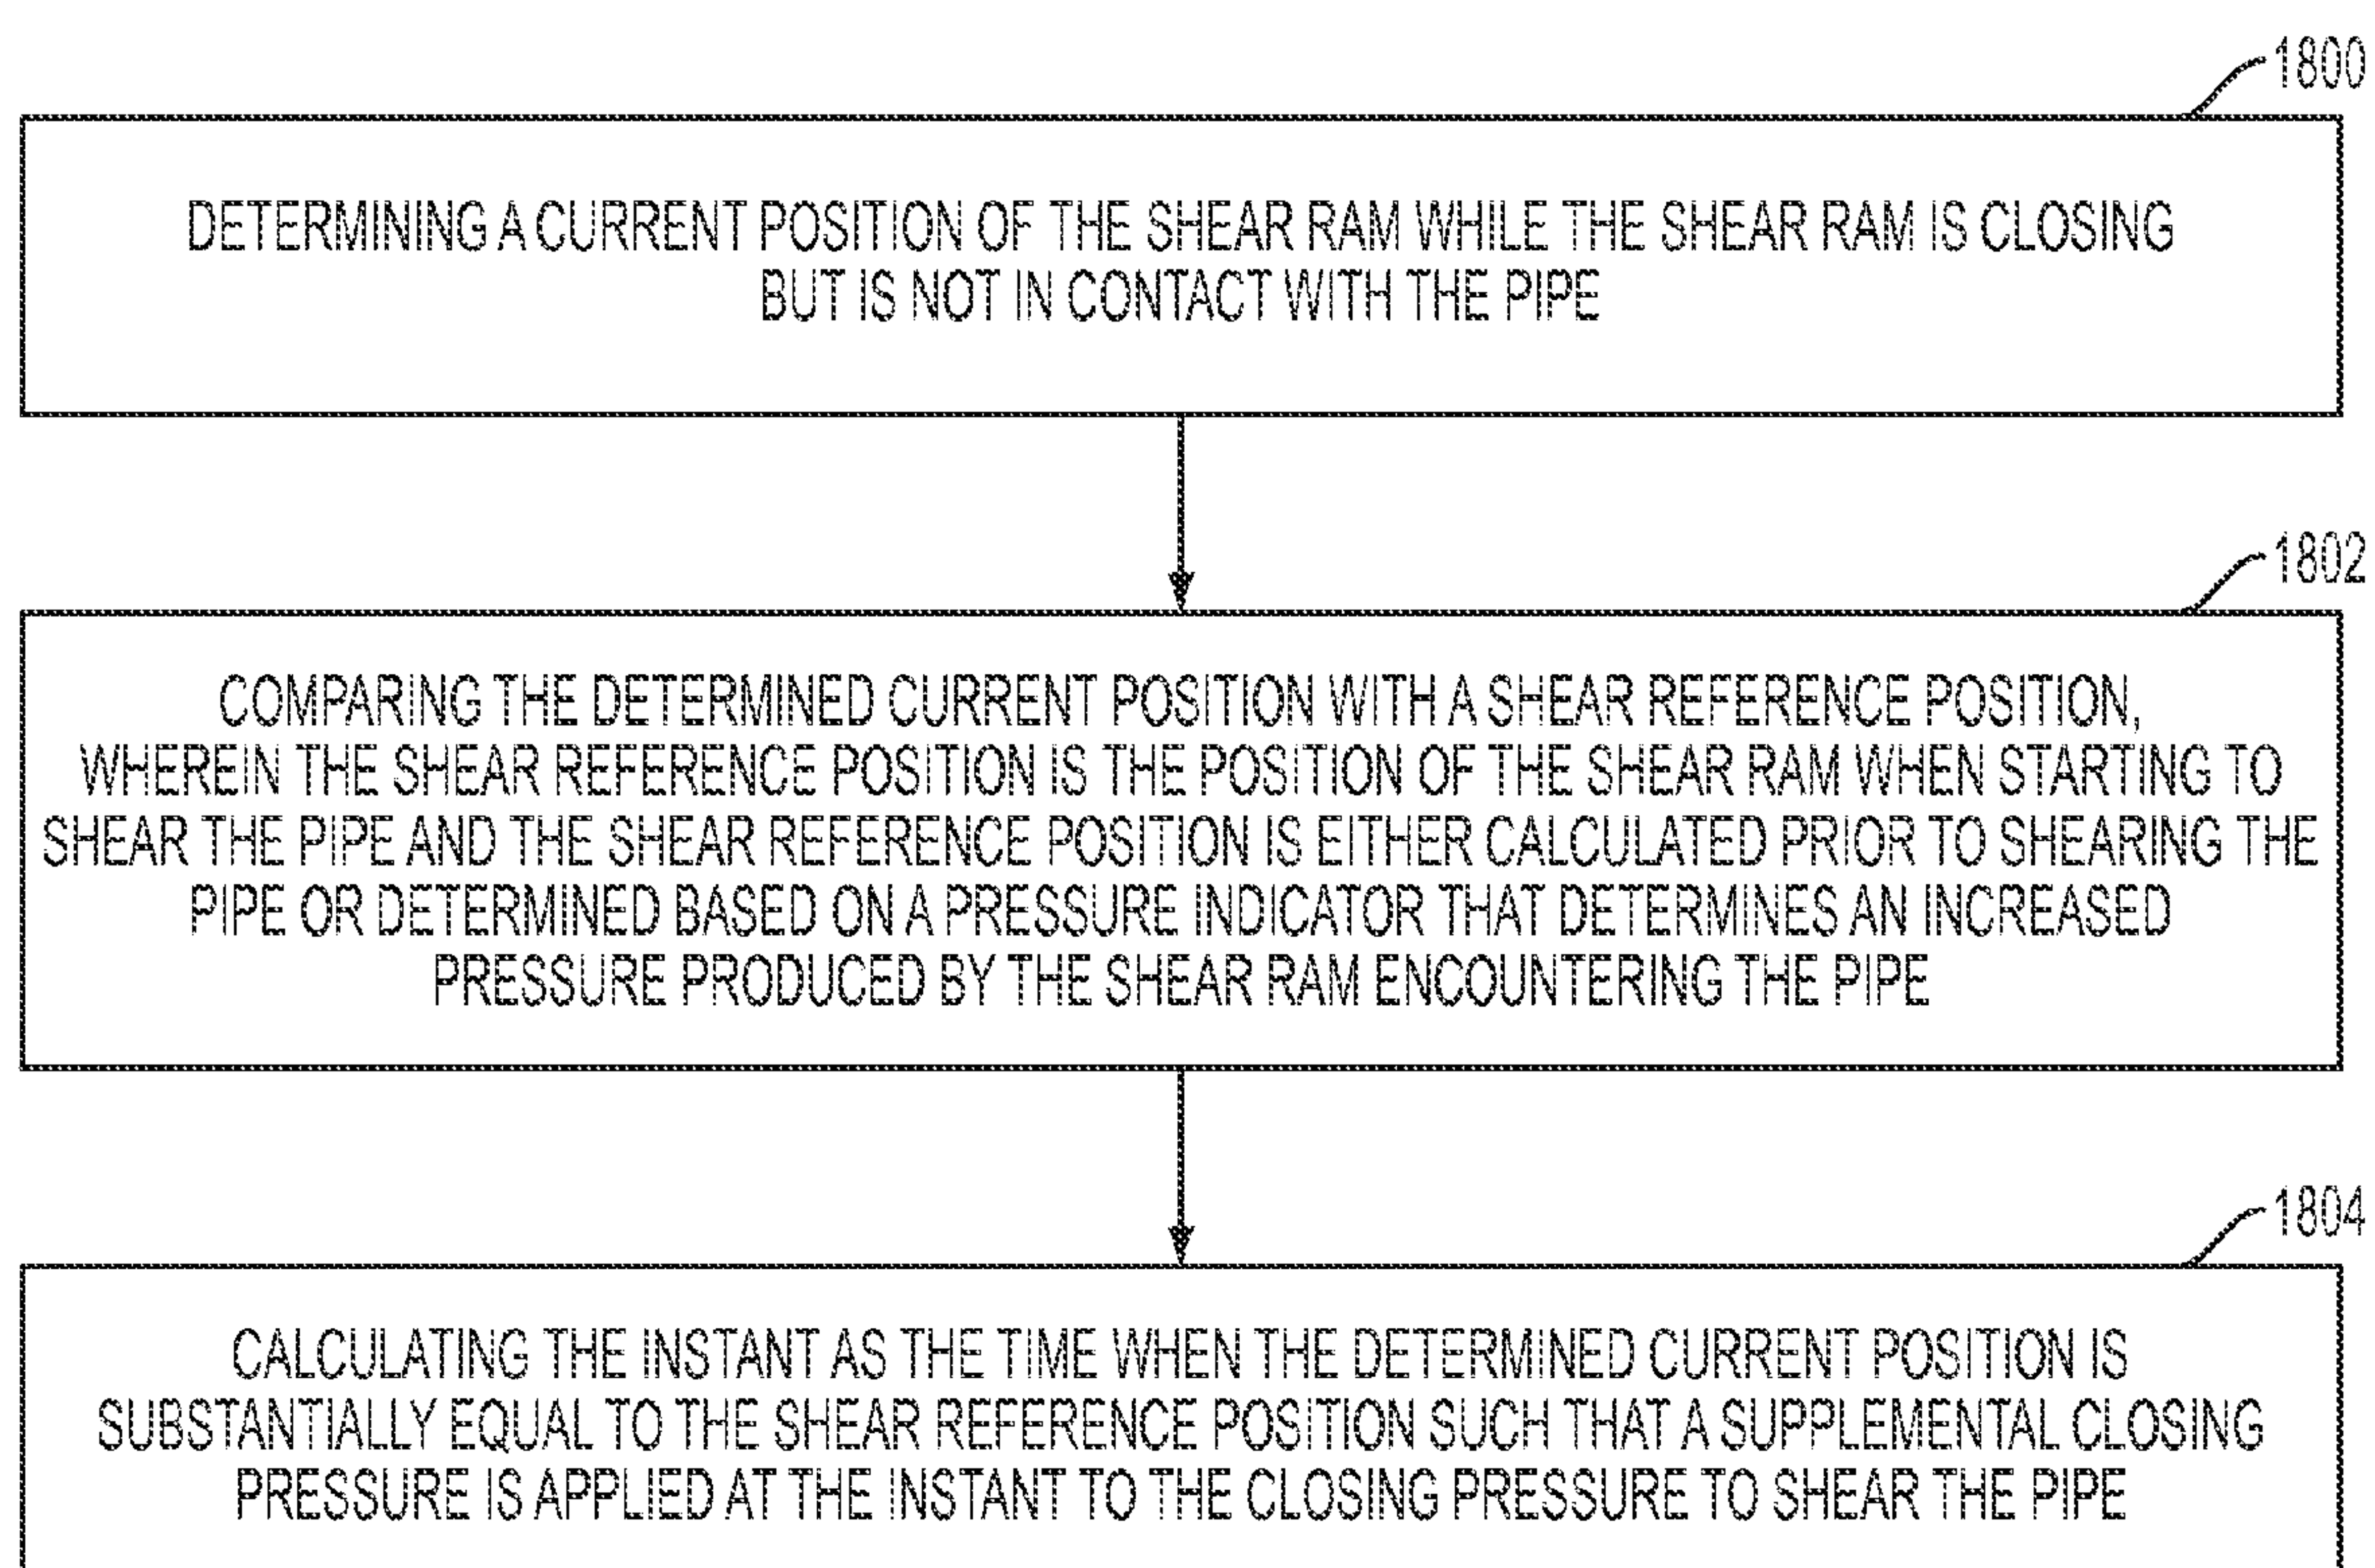 1800
DETERMINING A CURRENT POSITION OF THE SHEAR RAM WHILE THE SHEAR RAM IS CLOSING
BUT IS NOT IN CONTACT WITH THE PIPE
1802
COMPARING THE DETERMINED CURRENT POSITION WITH A SHEAR REFERENCE POSITION,
WHEREIN THE SHEAR REFERENCE POSITION IS THE POSITION OF THE SHEAR RAM WHEN STARTING TO
SHEAR THE PIPE AND THE SHEAR REFERENCE POSITION IS EITHER CALCULATED PRIOR TO SHEARING THE
PIPE OR DETERMINED BASED ON A PRESSURE INDICATOR THAT DETERMINES AN INCREASED
PRESSURE PRODUCED BY THE SHEAR RAM ENCOUNTERING THE PIPE
1804
CALCULATING THE INSTANT AS THE TIME WHEN THE DETERMINED CURRENT POSITION IS
SUBSTANTIALLY EQUAL TO THE SHEAR REFERENCE POSITION SUCH THAT A SUPPLEMENTAL CLOSING
PRESSURE IS APPLIED AT THE INSTANT TO THE CLOSING PRESSURE TO SHEAR THE PIPE